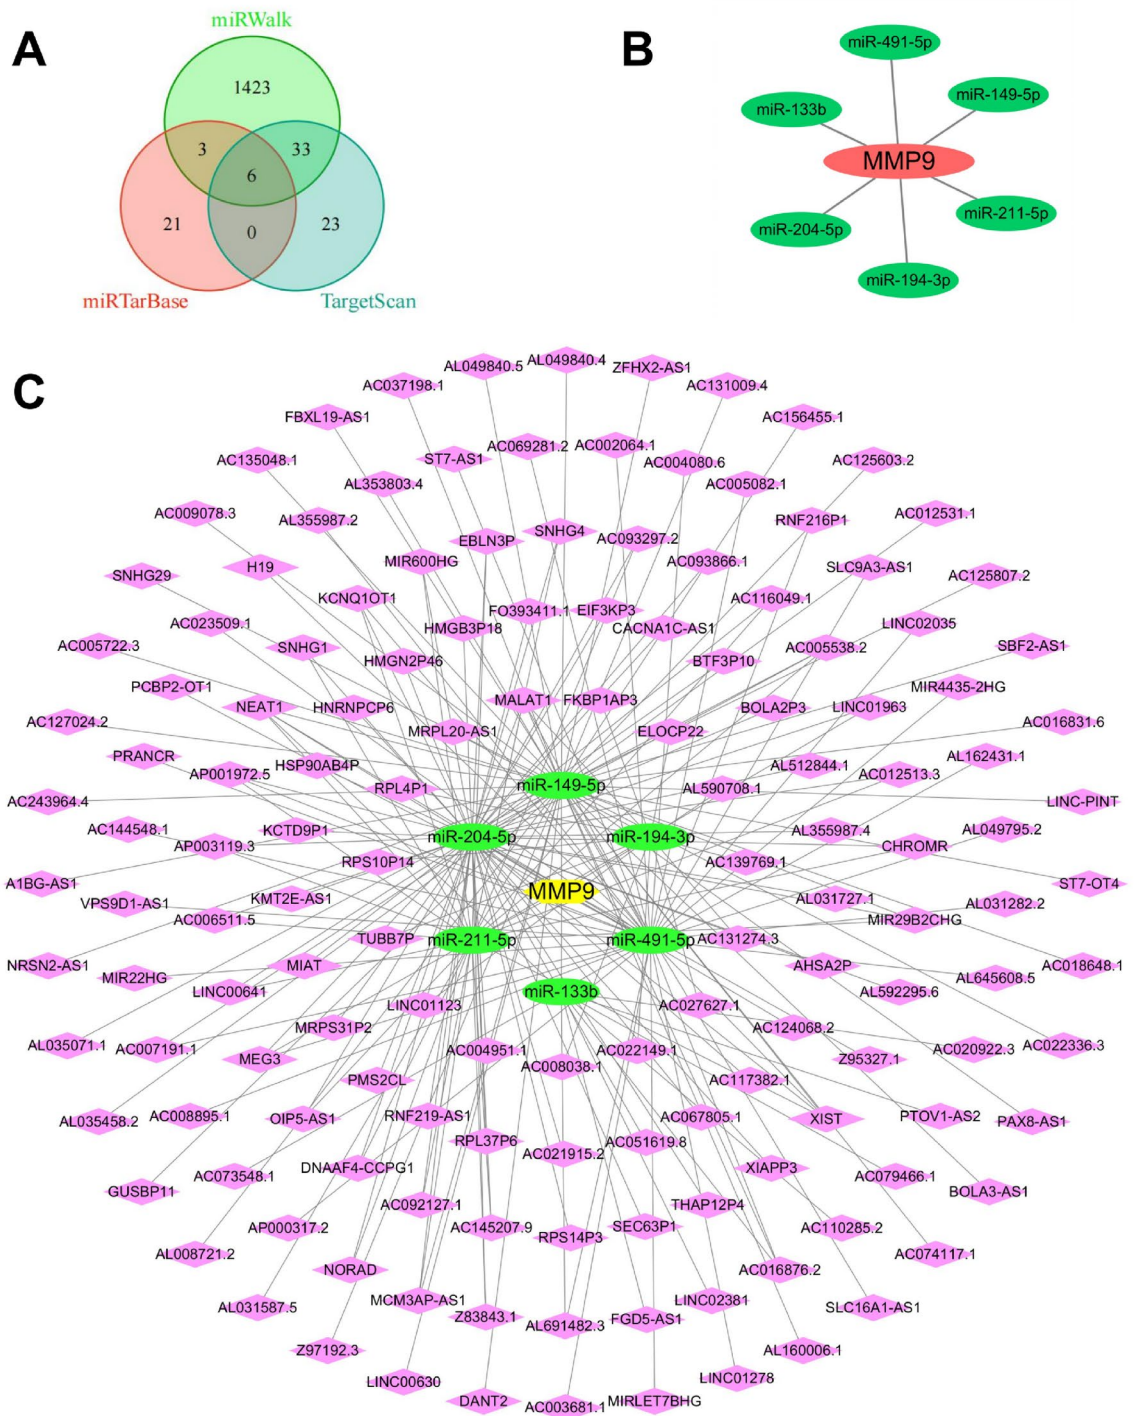 A
miRWalk
1423
3
33
6
21
0
23
miRTarBase
TargetScan
B
miR-491-5p
miR-149-5p
miR-133b
MMP9
miR-211-5p
miR-204-5p
miR-194-3p
C
AL049840.5
AL049840.4
ZFHX2-AS1
AC037198.1
AC131009.4
FBXL19-AS1
AC156455.1
AC069281.2
AC002064.1
ST7-AS1
AC004080.6
AC135048.1
AC125603.2
AL353803.4
AC005082.1
AC009078.3
AL355987.2
RNF216P1
AC012531.1
SNHG4
EBLN3P
AC093297.2
MIR600HG
AC093866.1
H19
SLC9A3-AS1
SNHG29
AC125807.2
KCNQ1OT1
AC116049.1
FO393411.1
EIF3KP3
AC023509.1
HMGB3P18
CACNA1C-AS1
LINC02035
AC005722.3
SNHG1
AC005538.2
SBF2-AS1
HMGN2P46
BTF3P10
PCBP2-OT1
MIR4435-2HG
NEAT1
HNRNPCP6
MALAT1
FKBP1AP3
BOLA2P3
LINC01963
AC127024.2
AC016831.6
MRPL20-AS1
ELOCP22
PRANCR
AP001972.5
HSP90AB4P
AL512844.1
AC012513.3
AL162431.1
RPL4P1
miR-149-5p
AL590708.1
AC243964.4
LINC-PINT
AC144548.1
KCTD9P1
miR-204-5p
miR-194-3p
AL355987.4
AL049795.2
AP003119.3
CHROMR
RPS10P14
AC139769.1
A1BG-AS1
ST7-OT4
MMP9
VPS9D1-AS1
KMT2E-AS1
AL031727.1
AL031282.2
AC006511.5
MIR29B2CHG
TUBB7P
miR-211-5p
miR-491-5p
AC131274.3
NRSN2-AS1
MIR22HG
MIAT
AHSA2P
AL645608.5
AC018648.1
LINC00641
miR-133b
AL592295.6
LINC01123
AC027627.1
MRPS31P2
AC124068.2
AL035071.1
AC007191.1
MEG3
AC004951.1
AC022149.1
Z95327.1
AC020922.3
AC022336.3
AC008038.1
PMS2CL
AC117382.1
AL035458.2
AC008895.1
OIP5-AS1
RNF219-AS1
AC067805.1
XIST
PTOV1-AS2
PAX8-AS1
RPL37P6
AC051619.8
AC021915.2
DNAAF4-CCPG1
XIAPP3
AC073548.1
AC079466.1
GUSBP11
BOLA3-AS1
AC092127.1
THAP12P4
AP000317.2
AC145207.9
RPS14P3
SEC63P1
AC110285.2
AL008721.2
AC074117.1
NORAD
AC016876.2
AL031587.5
MCM3AP-AS1
Z83843.1
AL691482.3
FGD5-AS1
LINC02381
SLC16A1-AS1
Z97192.3
AL160006.1
LINC00630
LINC01278
DANT2
AC003681.1
MIRLET7BHG